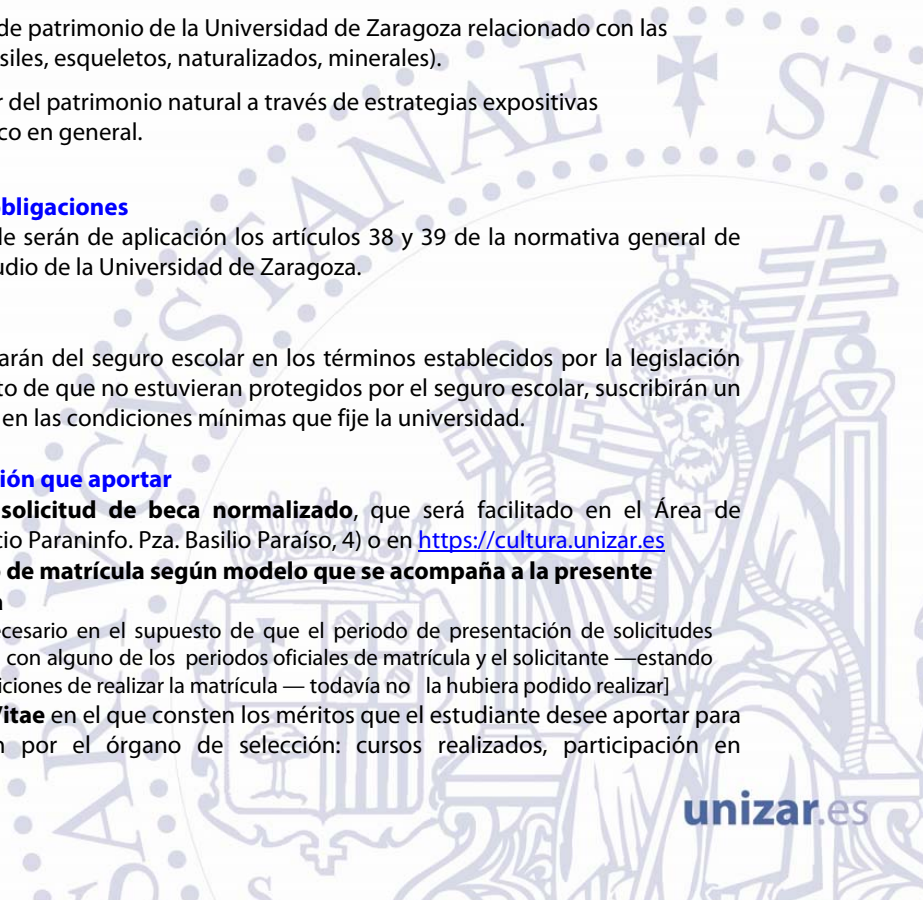 de patrimonio de la Universidad de Zaragoza relacionado con las
siles, esqueletos, naturalizados, minerales).
r del patrimonio natural a través de estrategias expositivas
co en general.
bligaciones
le serán de aplicación los artículos 38 y 39 de la normativa general de
udio de la Universidad de Zaragoza.
arán del seguro escolar en los términos establecidos por la legislación
to de que no estuvieran protegidos por el seguro escolar, suscribirán un
en las condiciones mínimas que fije la universidad.
ión que aportar
solicitud de beca normalizado, que será facilitado en el Área de
cio Paraninfo. Pza. Basilio Paraíso, 4) o en https://cultura.unizar.es
de matrícula según modelo que se acompaña a la presente
ecesario en el supuesto de que el periodo de presentación de solicitudes
con alguno de los periodos oficiales de matrícula y el solicitante —estando
iciones de realizar la matrícula — todavía no la hubiera podido realizar]
Vitae en el que consten los méritos que el estudiante desee aportar para
n por el órgano de selección: cursos realizados, participación en
unizar.es